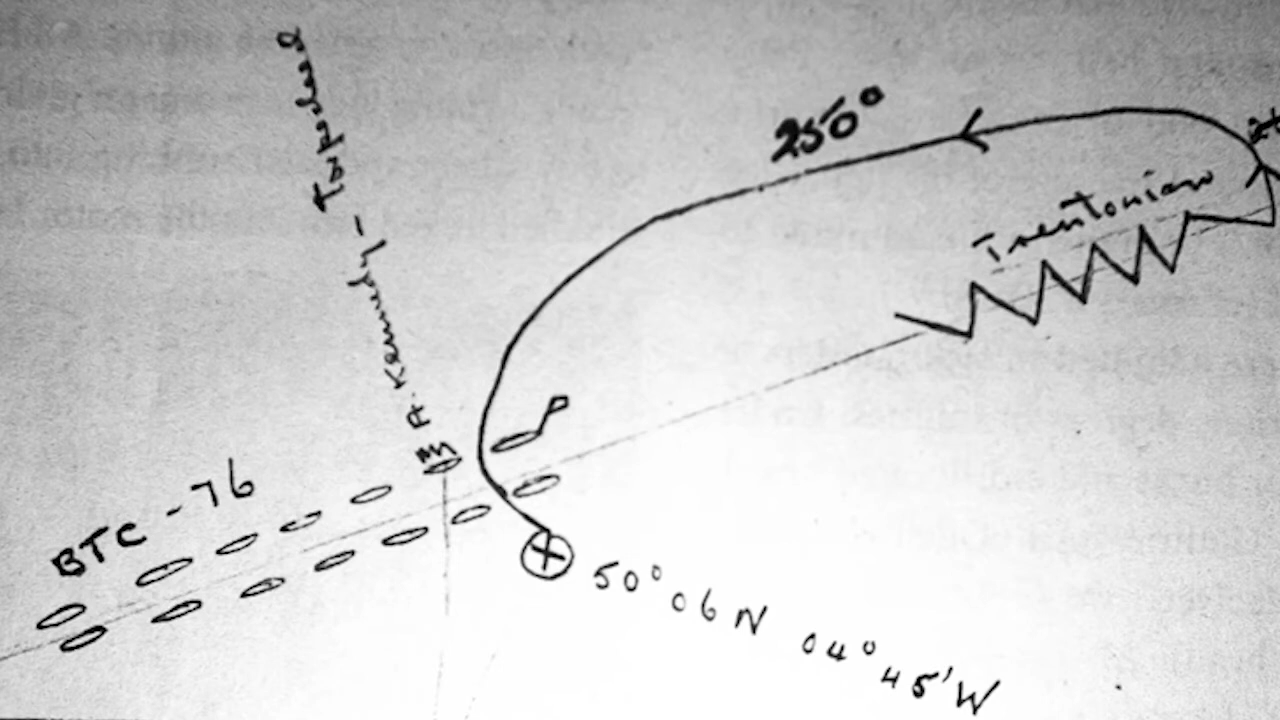 A. Kennedy - Torpedoed
250°
Trentonian
BTC - 76
50°06N 04°45'W